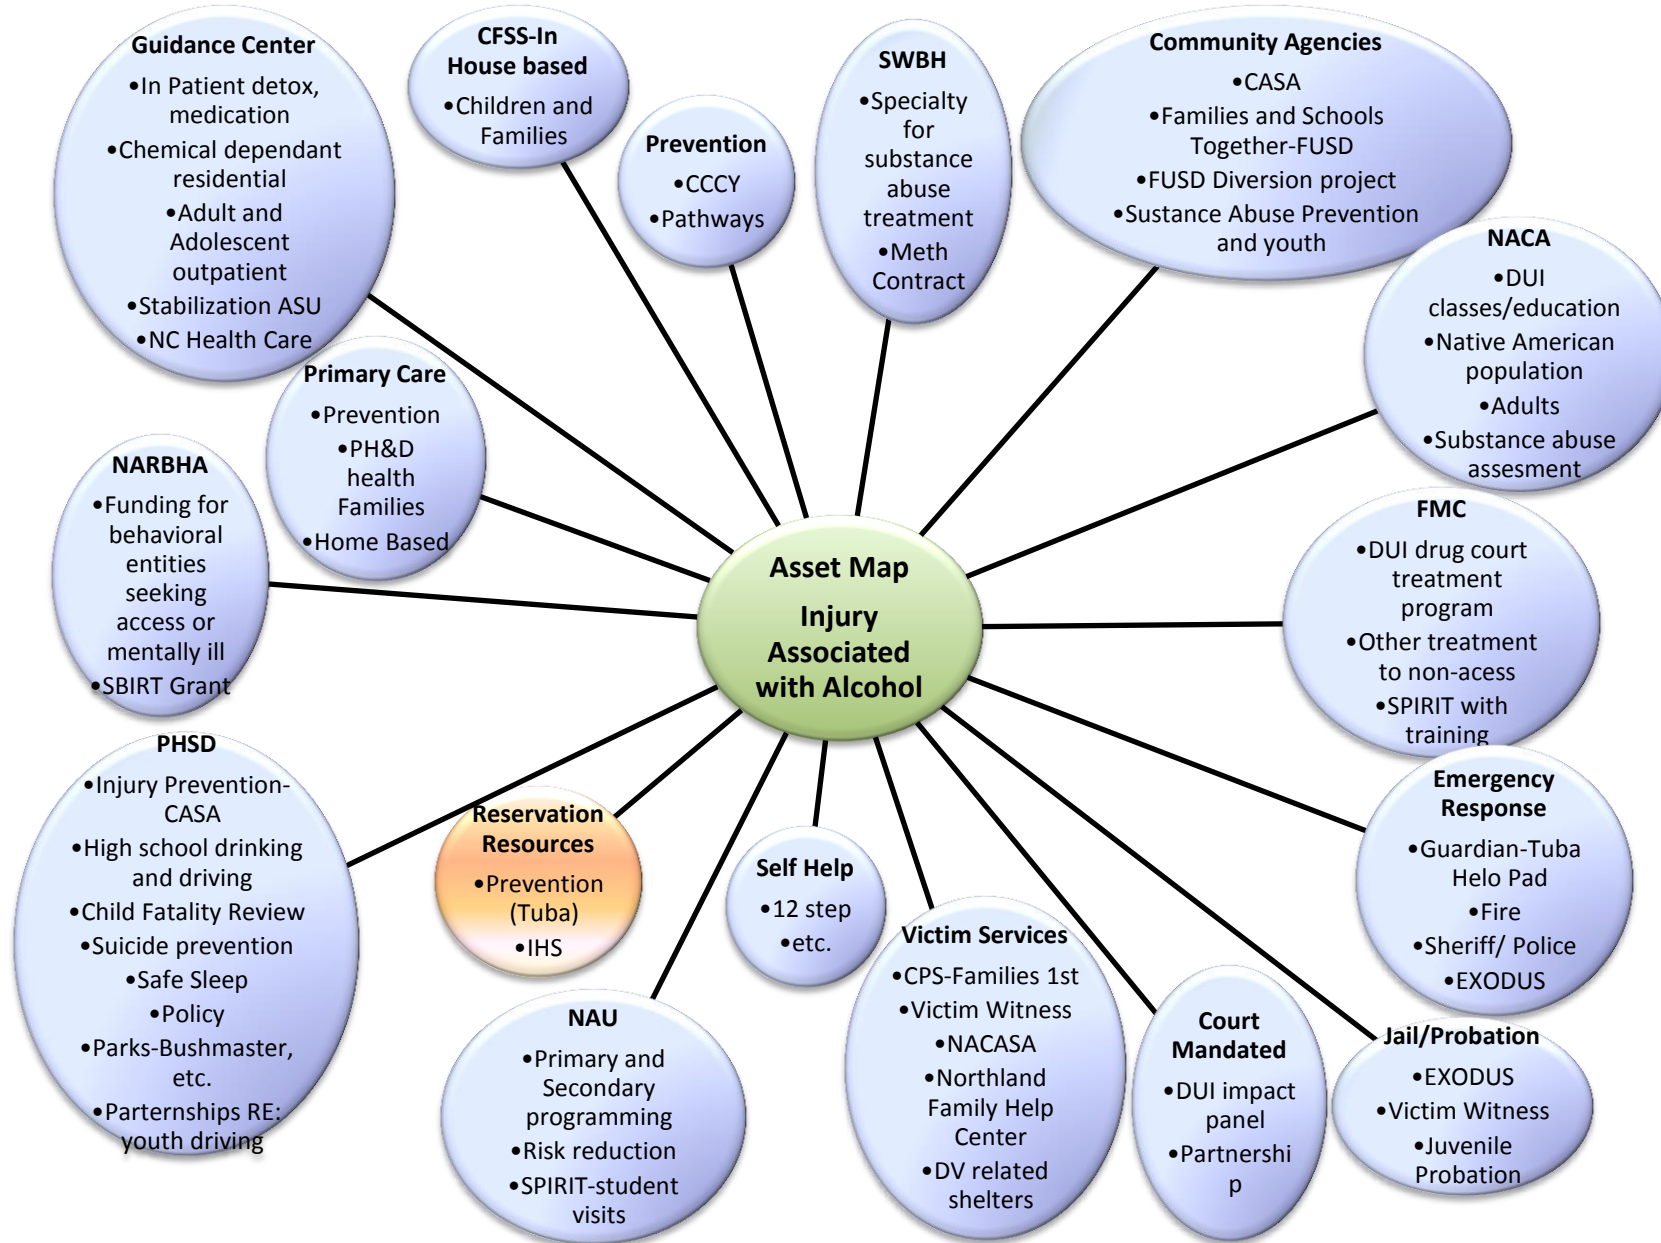 Guidance Center
•In Patient detox,
medication
•Chemical dependant
residential
•Adult and
Adolescent
outpatient
•Stabilization ASU
•NC Health Care
CFSS-In
House based
•Children and
Families
Prevention
•CCCY
•Pathways
SWBH
•Specialty
for
substance
abuse
treatment
•Meth
Contract
Community Agencies
•CASA
•Families and Schools
Together-FUSD
•FUSD Diversion project
•Sustance Abuse Prevention
and youth
NACA
•DUI
classes/education
•Native American
population
•Adults
•Substance abuse
assesment
Primary Care
•Prevention
•PH&D
health
Families
•Home Based
NARBHA
•Funding for
behavioral
entities
seeking
access or
mentally ill
•SBIRT Grant
Asset Map
Injury
Associated
with Alcohol
FMC
•DUI drug court
treatment
program
•Other treatment
to non-acess
•SPIRIT with
training
PHSD
•Injury Prevention-
CASA
•High school drinking
and driving
•Child Fatality Review
•Suicide prevention
•Safe Sleep
•Policy
•Parks-Bushmaster,
etc.
•Parternships RE:
youth driving
Reservation
Resources
•Prevention
(Tuba)
•IHS
Self Help
•12 step
•etc.
Emergency
Response
•Guardian-Tuba
Helo Pad
•Fire
•Sheriff/ Police
•EXODUS
NAU
•Primary and
Secondary
programming
•Risk reduction
•SPIRIT-student
visits
Victim Services
•CPS-Families 1st
•Victim Witness
•NACASA
•Northland
Family Help
Center
•DV related
shelters
Court
Mandated
•DUI impact
panel
•Partnershi
p
Jail/Probation
•EXODUS
•Victim Witness
•Juvenile
Probation